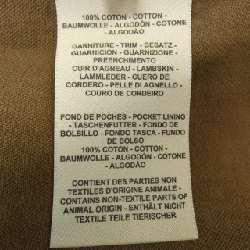 100% COTON - COTTON -
BAUMWOLLE - ALGODÓN - COTONE -
ALGODÃO
GARNITURE - TRIM - BESATZ -
GUARNICION - GUARNIZIONE -
PREENCHIMENTO
CUIR D'AGNEAU - LAMBSKIN -
LAMMLEDER - CUERO DE
CORDERO - PELLE DI AGNELLO -
COURO DE CORDEIRO
FOND DE POCHES - POCKET LINING
- TASCHENFUTTER - FONDO DE
BOLSILLO - FONDO TASCA - FUNDO
DE BOLSO
100% COTON - COTTON -
BAUMWOLLE - ALGODÓN - COTONE
- ALGODÃO
CONTIENT DES PARTIES NON
TEXTILES D'ORIGINE ANIMALE-
CONTAINS NON-TEXTILE PARTS OF
ANIMAL ORIGIN - ENTHÄLT NICHT
TEXTILE TEILE TIERISCHER